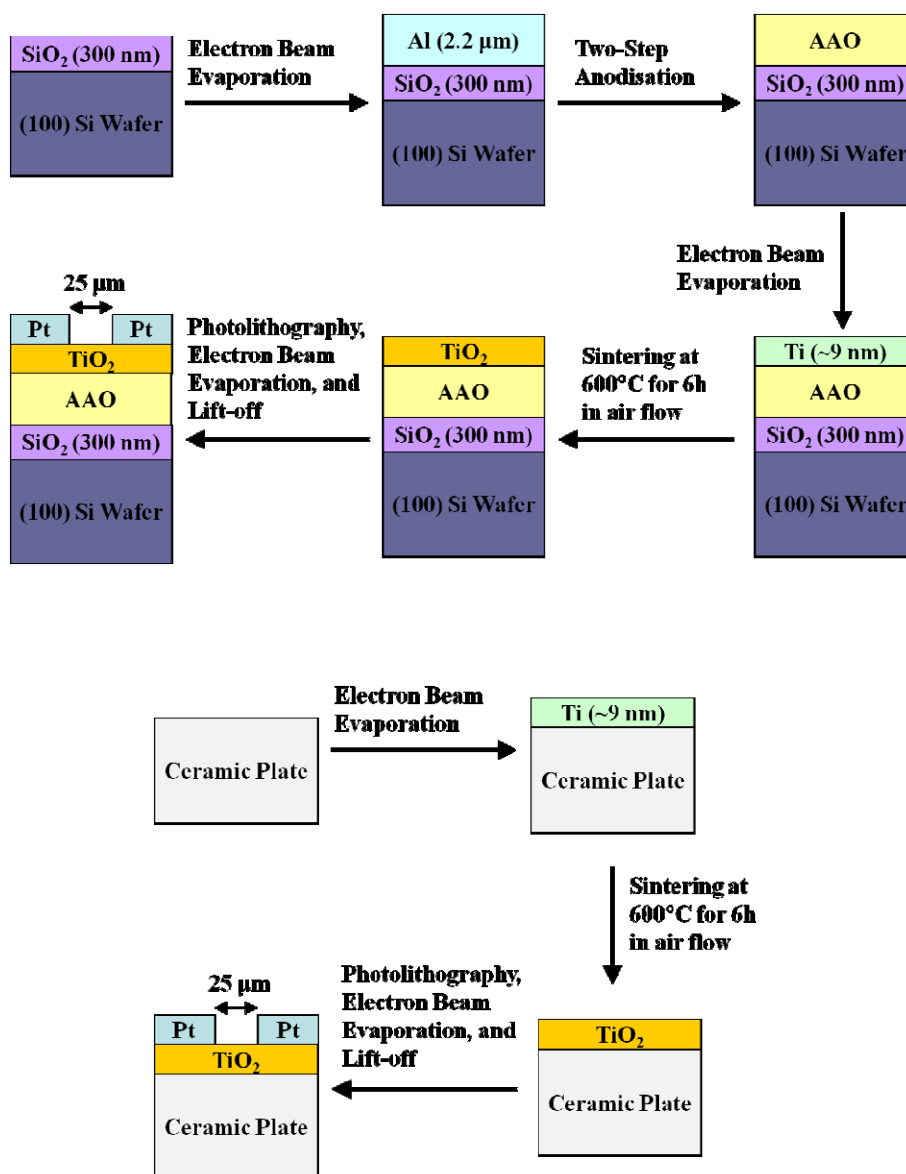 SiO₂ (300 nm)
(100) Si Wafer
Electron Beam
Evaporation
Al (2.2 µm)
SiO₂ (300 nm)
(100) Si Wafer
Two-Step
Anodisation
AAO
SiO₂ (300 nm)
(100) Si Wafer
Electron Beam
Evaporation
Ti (~9 nm)
AAO
SiO₂ (300 nm)
(100) Si Wafer
Sintering at
600°C for 6h
in air flow
TiO₂
AAO
SiO₂ (300 nm)
(100) Si Wafer
Photolithography,
Electron Beam
Evaporation, and
Lift-off
25 µm
Pt
Pt
TiO₂
AAO
SiO₂ (300 nm)
(100) Si Wafer
Ceramic Plate
Electron Beam
Evaporation
Ti (~9 nm)
Ceramic Plate
Sintering at
600°C for 6h
in air flow
TiO₂
Ceramic Plate
Photolithography,
Electron Beam
Evaporation, and
Lift-off
25 µm
Pt
Pt
TiO₂
Ceramic Plate